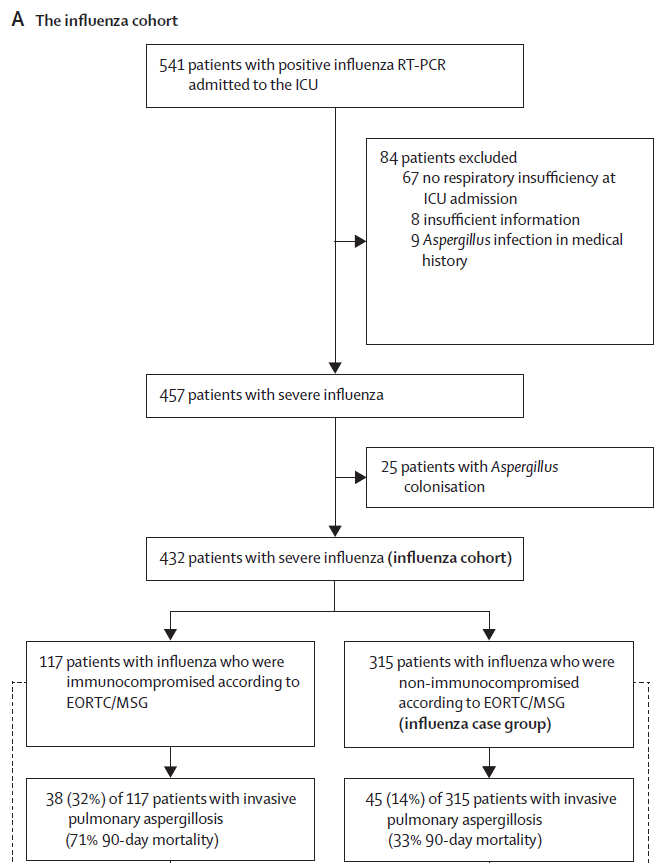 A The influenza cohort
541 patients with positive influenza RT-PCR
admitted to the ICU
84 patients excluded
67 no respiratory insufficiency at
ICU admission
8 insufficient information
9 Aspergillus infection in medical
history
457 patients with severe influenza
25 patients with Aspergillus
colonisation
432 patients with severe influenza (influenza cohort)
117 patients with influenza who were
immunocompromised according to
EORTC/MSG
315 patients with influenza who were
non-immunocompromised
according to EORTC/MSG
(influenza case group)
38 (32%) of 117 patients with invasive
pulmonary aspergillosis
(71% 90-day mortality)
45 (14%) of 315 patients with invasive
pulmonary aspergillosis
(33% 90-day mortality)